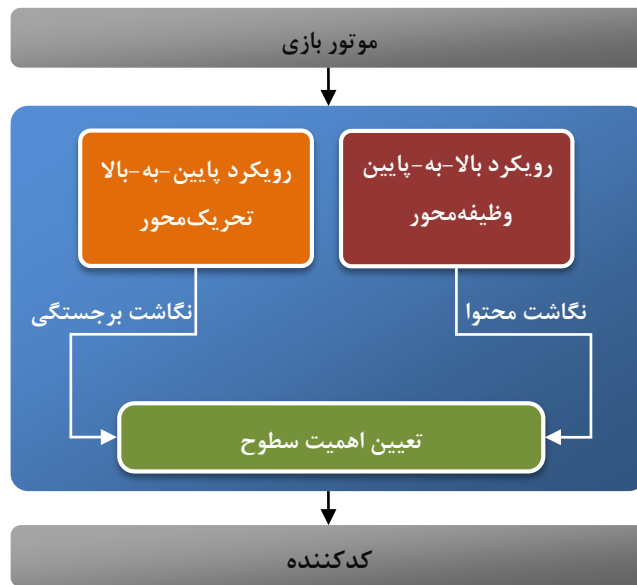 موتور بازی
رویکرد بالا-به-پایین
وظیفه‌محور
رویکرد پایین-به-بالا
تحریک‌محور
نگاشت محتوا
نگاشت برجستگی
تعیین اهمیت سطوح
کدکننده